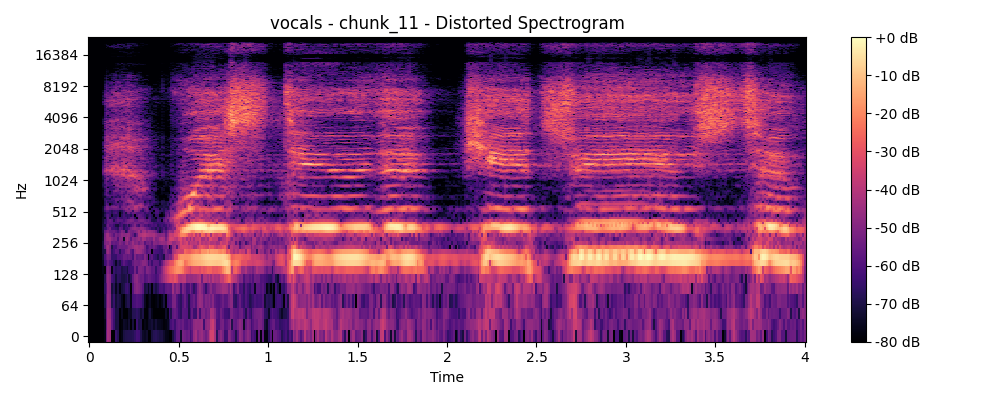 vocals - chunk_11 - Distorted Spectrogram
Hz
16384
8192
4096
2048
1024
512
256
128
64
0
0
0.5
1
1.5
2
2.5
3
3.5
4
Time
+0 dB
-10 dB
-20 dB
-30 dB
-40 dB
-50 dB
-60 dB
-70 dB
-80 dB